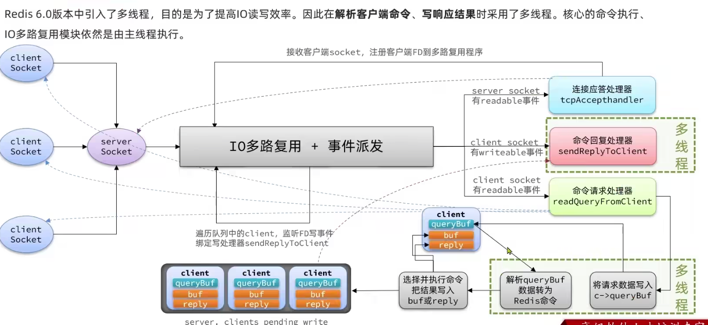 Redis 6.0版本中引入了多线程，目的是为了提高IO读写效率。因此在解析客户端命令、写响应结果时采用了多线程。核心的命令执行、
IO多路复用模块依然是由主线程执行。
接收客户端socket，注册客户端FD到多路复用程序
client
Socket
client
Socket
client
Socket
server
Socket
IO多路复用 + 事件派发
server socket
有readable事件
client socket
有writeable事件
client socket
有readable事件
连接应答处理器
tcpAccepthandler
命令回复处理器
sendReplyToClient
多线程
命令请求处理器
readQueryFromClient
遍历队列中的client，监听FD写事件
绑定写处理器sendReplyToClient
client
queryBuf
buf
reply
client
queryBuf
buf
reply
client
queryBuf
buf
reply
client
queryBuf
buf
reply
server. clients pending write
选择并执行命令
把结果写入
buf或reply
解析queryBuf
数据转为
Redis命令
将请求数据写入
c->queryBuf
多线程